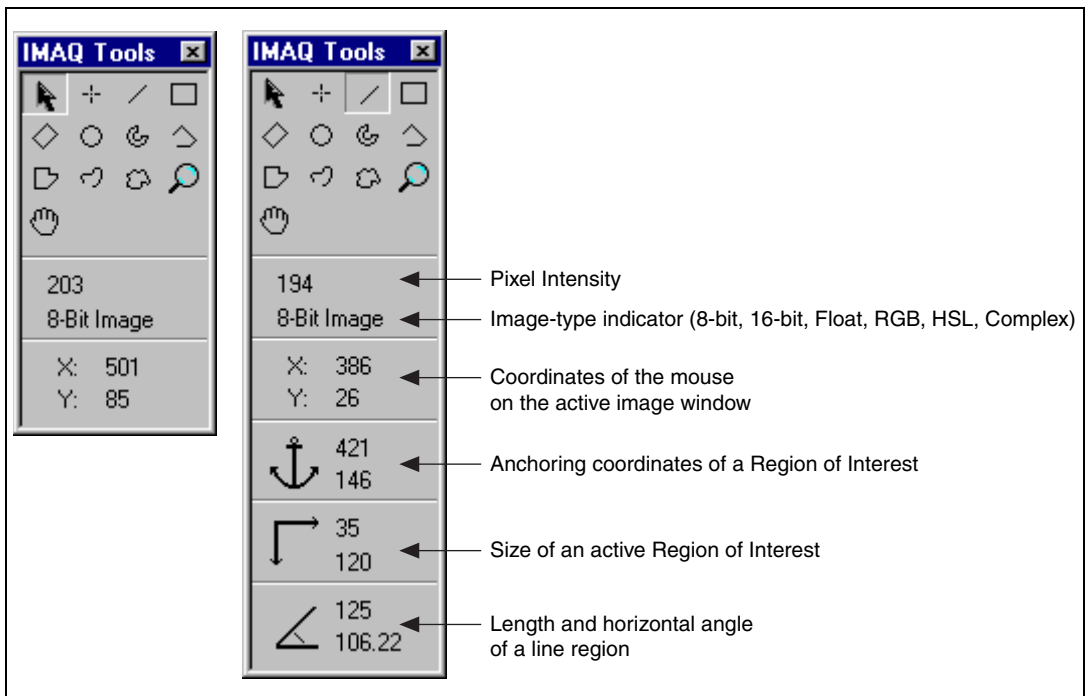 IMAQ Tools
203
8-Bit Image
X: 501
Y: 85
IMAQ Tools
194
Pixel Intensity
8-Bit Image
Image-type indicator (8-bit, 16-bit, Float, RGB, HSL, Complex)
X: 386
Y: 26
Coordinates of the mouse
on the active image window
421
146
Anchoring coordinates of a Region of Interest
35
120
Size of an active Region of Interest
125
106.22
Length and horizontal angle
of a line region